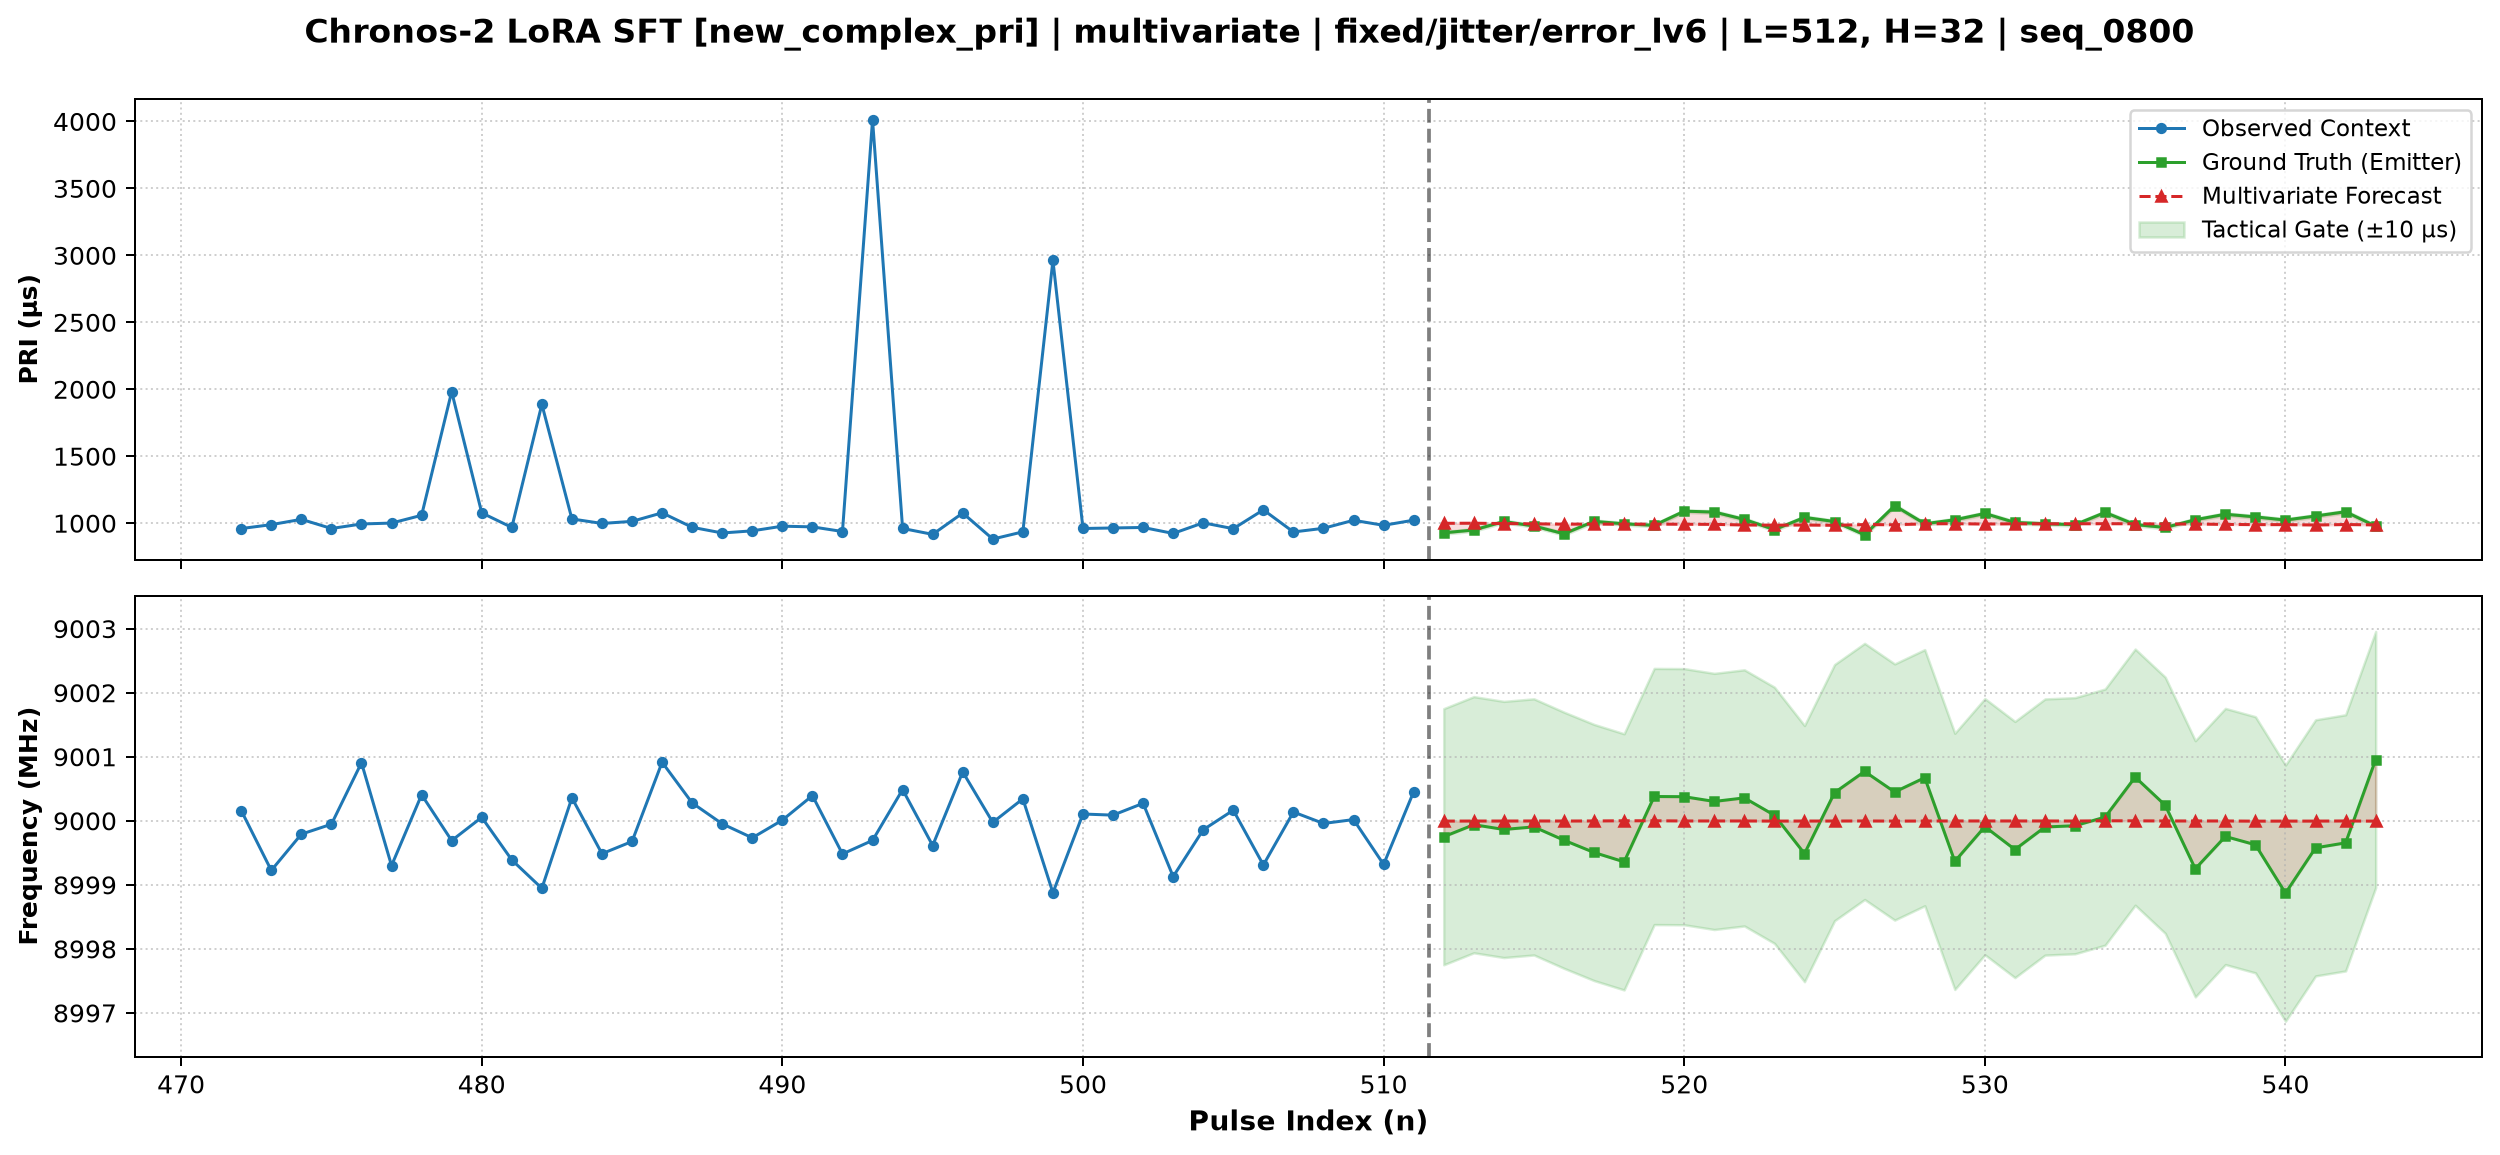 Chronos-2 LoRA SFT [new_complex_pri] | multivariate | fixed/jitter/error_lv6 | L=512, H=32 | seq_0800
4000
3500
3000
2500
2000
1500
1000
PRI (µs)
Observed Context
Ground Truth (Emitter)
Multivariate Forecast
Tactical Gate (±10 µs)
9003
9002
9001
9000
8999
8998
8997
Frequency (MHz)
470 480 490 500 510 520 530 540
Pulse Index (n)